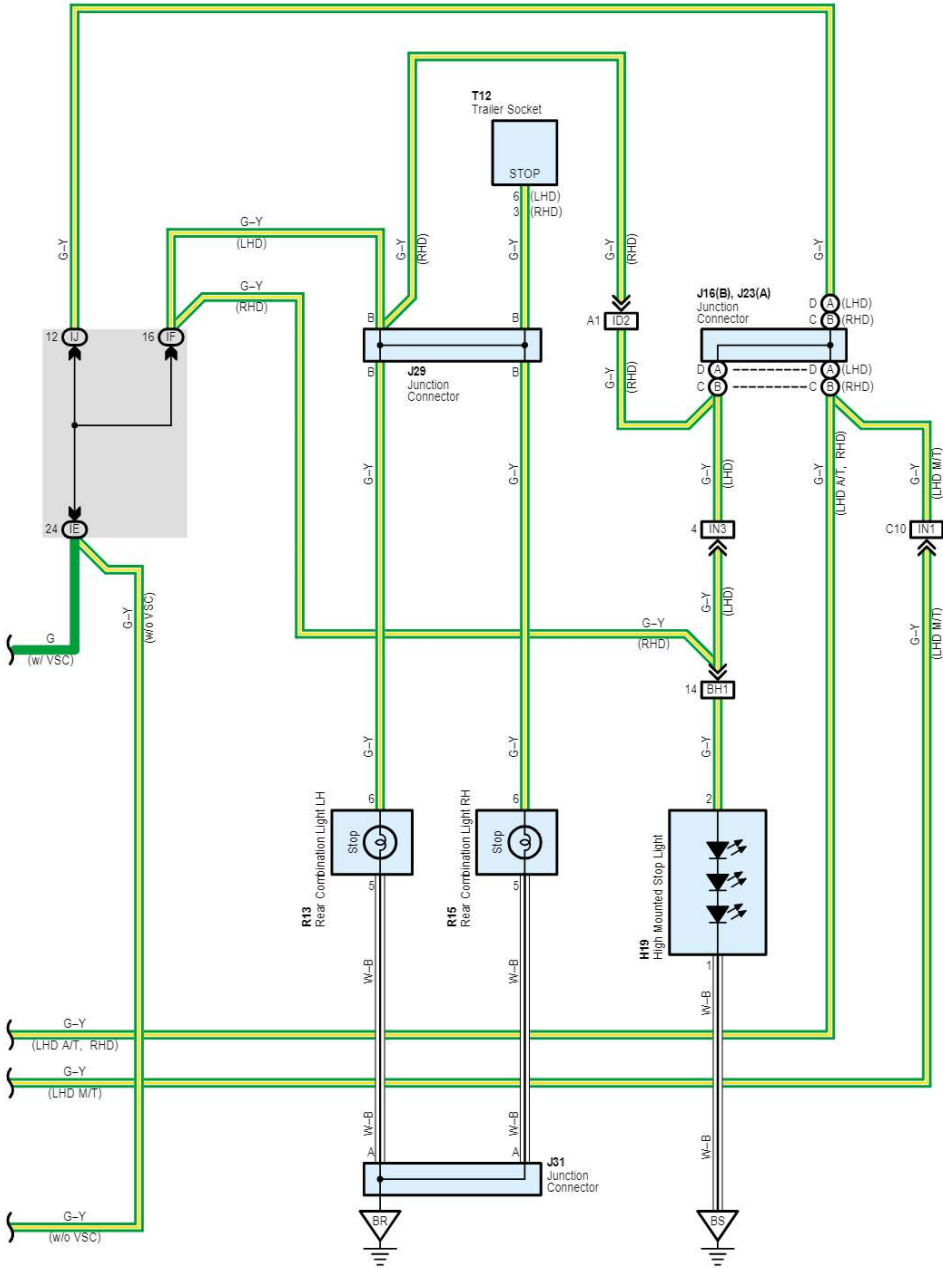 T12
Trailer Socket
STOP
6 (LHD)
3 (RHD)
G–Y
(LHD)
G–Y
(RHD)
G–Y
G–Y
(RHD)
G–Y
G–Y
(RHD)
G–Y
J16(B), J23(A)
Junction
Connector
D A (LHD)
C B (RHD)
12 IJ
16 IF
B
B
A1 ID2
J29
Junction
Connector
B
B
D A D A (LHD)
C B C B (RHD)
G–Y
(RHD)
G–Y
G–Y
G–Y
(LHD)
G–Y
(LHD A/T, RHD)
G–Y
(LHD M/T)
24 IE
4 IN3
C10 IN1
G–Y
(w/o VSC)
G
(w/ VSC)
G–Y
(LHD)
G–Y
(RHD)
G–Y
(LHD M/T)
14 BH1
G–Y
G–Y
G–Y
6
6
2
Stop
Stop
R13
Rear Combination Light LH
R15
Rear Combination Light RH
H19
High Mounted Stop Light
5
5
1
W–B
W–B
W–B
G–Y
(LHD A/T, RHD)
G–Y
(LHD M/T)
W–B
W–B
W–B
A
A
J31
Junction
Connector
BR
BS
G–Y
(w/o VSC)